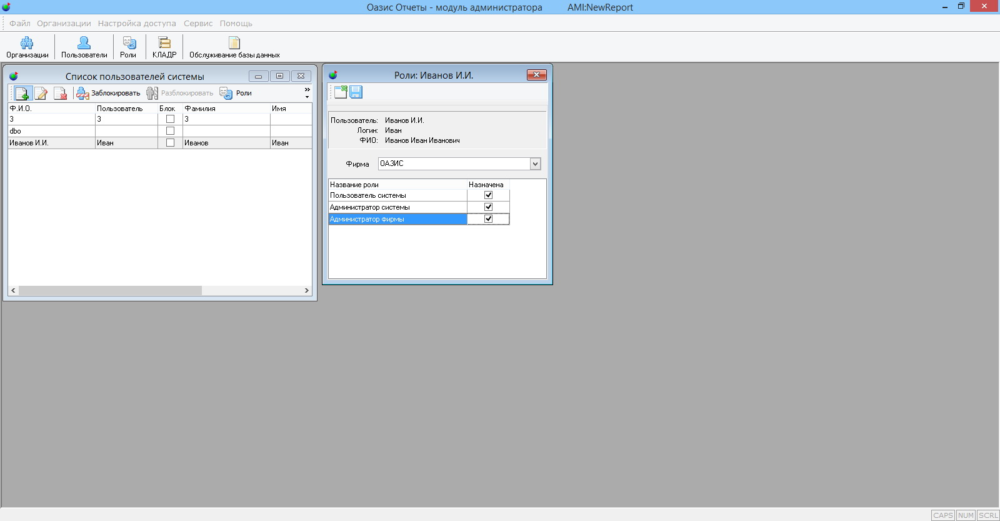 Оазис Отчеты - модуль администратора AMI:NewReport
Файл Организации Настройка доступа Сервис Помощь
Организации Пользователи Роли КЛАДР Обслуживание базы данных
Список пользователей системы
Заблокировать Разблокировать Роли
Ф.И.О. Пользователь Блок Фамилия Имя
3 3 3
dbo
Иванов И.И. Иван Иванов Иван
Роли: Иванов И.И.
Пользователь: Иванов И.И.
Логин: Иван
ФИО: Иванов Иван Иванович
Фирма ОАЗИС
Название роли Назначена
Пользователь системы
Администратор системы
Администратор фирмы
CAPS NUM SCRL